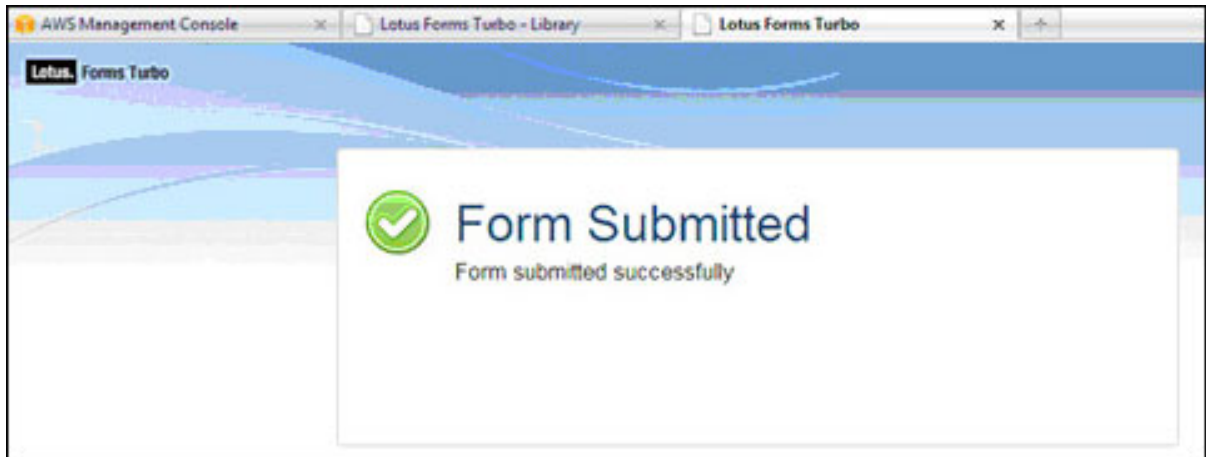 AWS Management Console
Lotus Forms Turbo - Library
Lotus Forms Turbo
Lotus. Forms Turbo
Form Submitted
Form submitted successfully